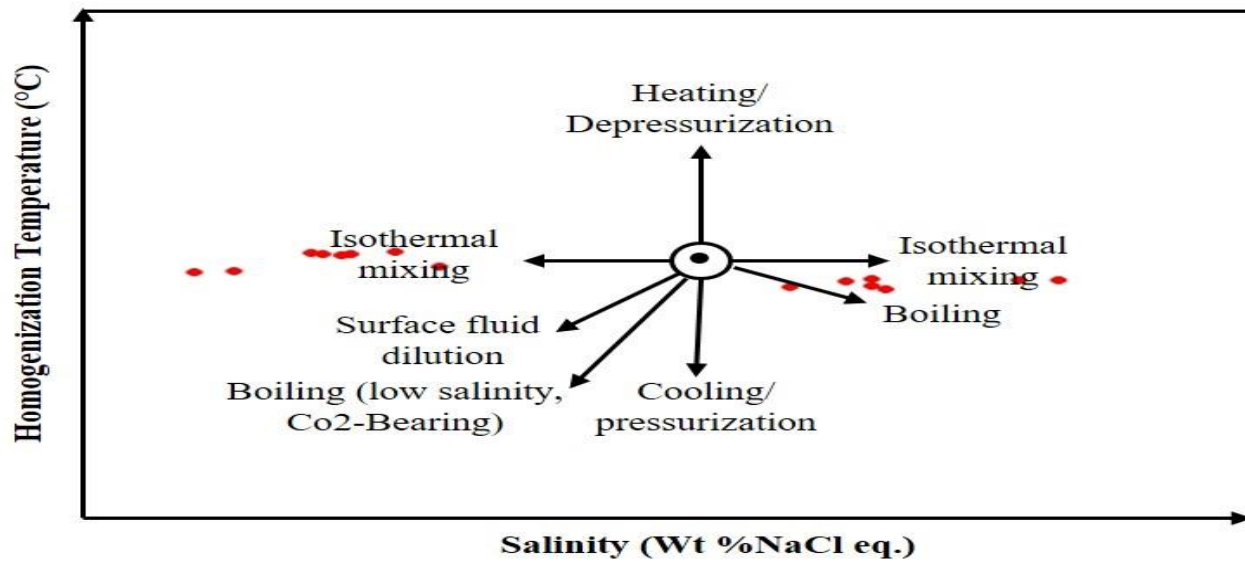 Homogenization Temperature (°C)
Heating/
Depressurization
Isothermal
mixing
Isothermal
mixing
Boiling
Surface fluid
dilution
Boiling (low salinity,
Co2-Bearing)
Cooling/
pressurization
Salinity (Wt %NaCl eq.)